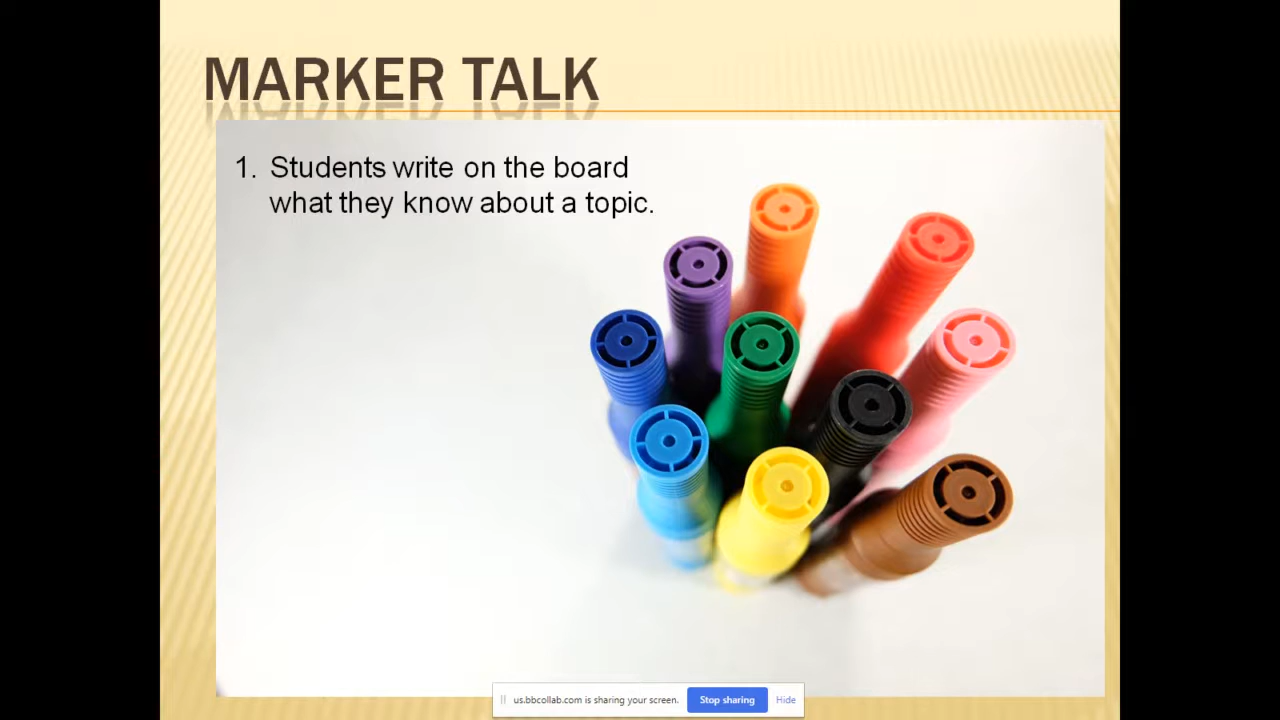 MARKER TALK
1. Students write on the board
what they know about a topic.
us.bbcollab.com is sharing your screen. Stop sharing Hide